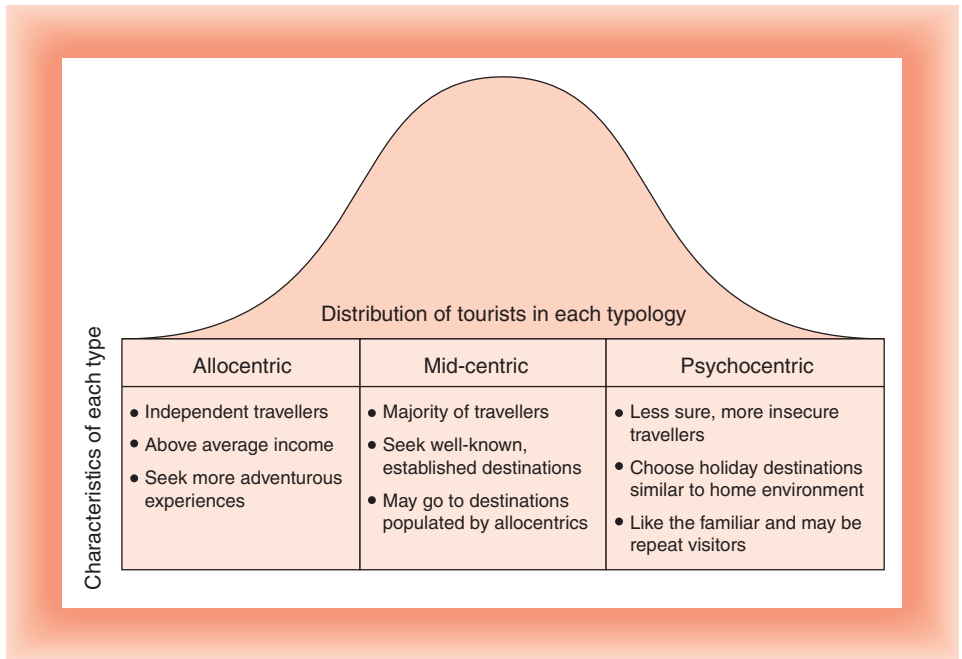 Distribution of tourists in each typology
Characteristics of each type
Allocentric
• Independent travellers
• Above average income
• Seek more adventurous
experiences
Mid-centric
• Majority of travellers
• Seek well-known,
established destinations
• May go to destinations
populated by allocentrics
Psychocentric
• Less sure, more insecure
travellers
• Choose holiday destinations
similar to home environment
• Like the familiar and may be
repeat visitors